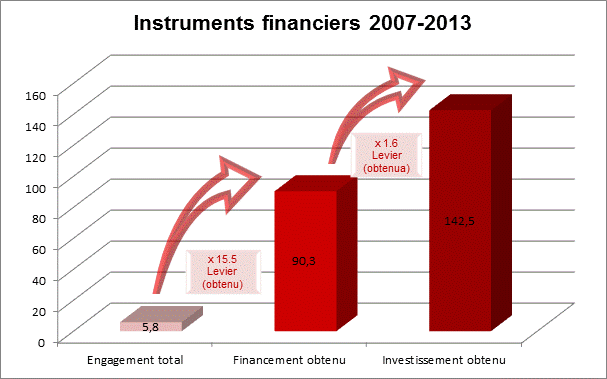 Instruments financiers 2007-2013
160
140
120
100
80
60
40
20
0
x 1.6
Levier
(obtenua)
142,5
90,3
x 15.5
Levier
(obtenu)
5,8
Engagement total
Financement obtenu
Investissement obtenu